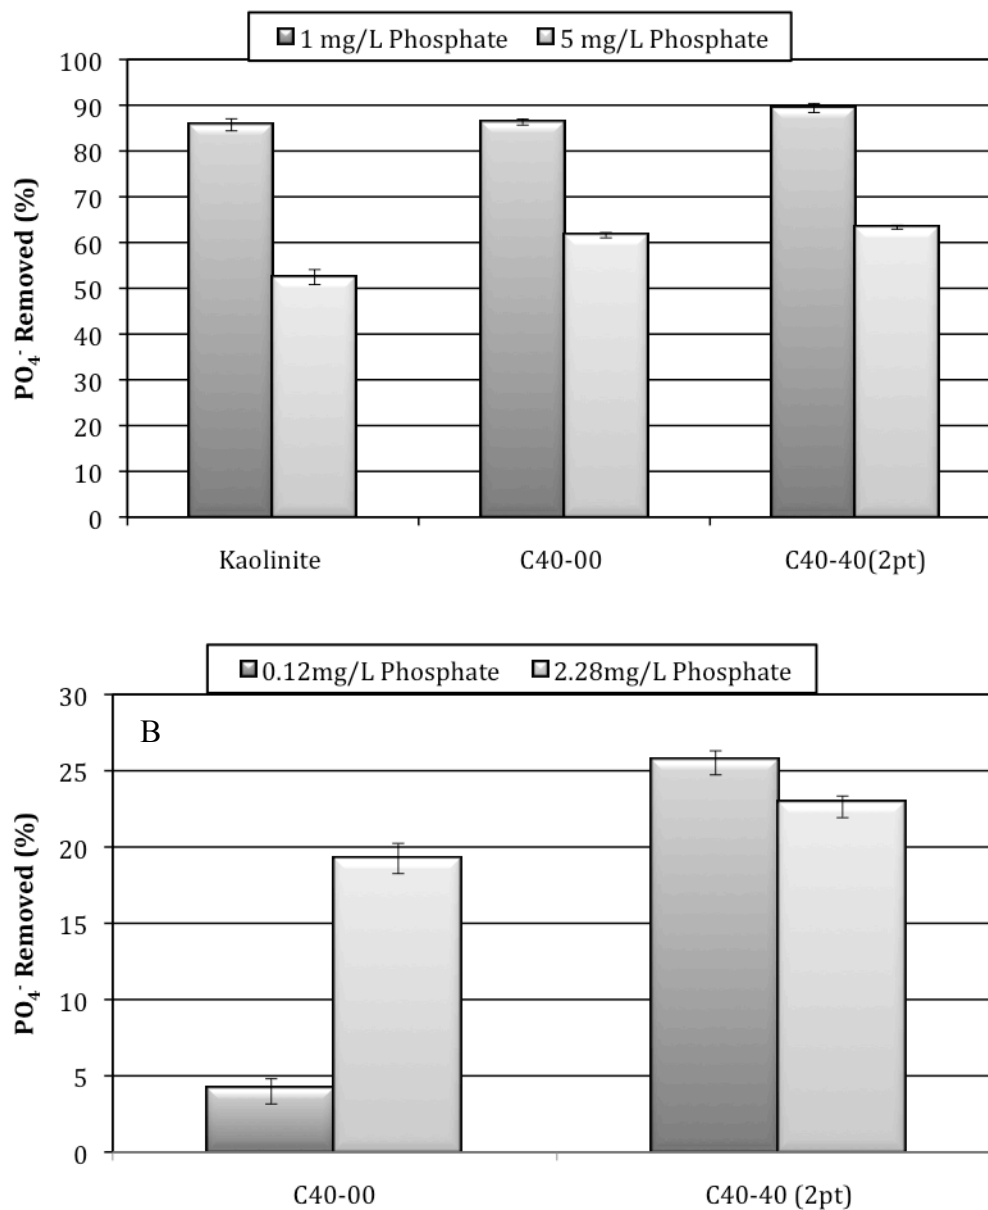 1 mg/L Phosphate 5 mg/L Phosphate
100
90
80
70
60
50
40
30
20
10
0
PO₄⁻ Removed (%)
Kaolinite C40-00 C40-40(2pt)
0.12mg/L Phosphate 2.28mg/L Phosphate
B
30
25
20
15
10
5
0
PO₄⁻ Removed (%)
C40-00 C40-40 (2pt)